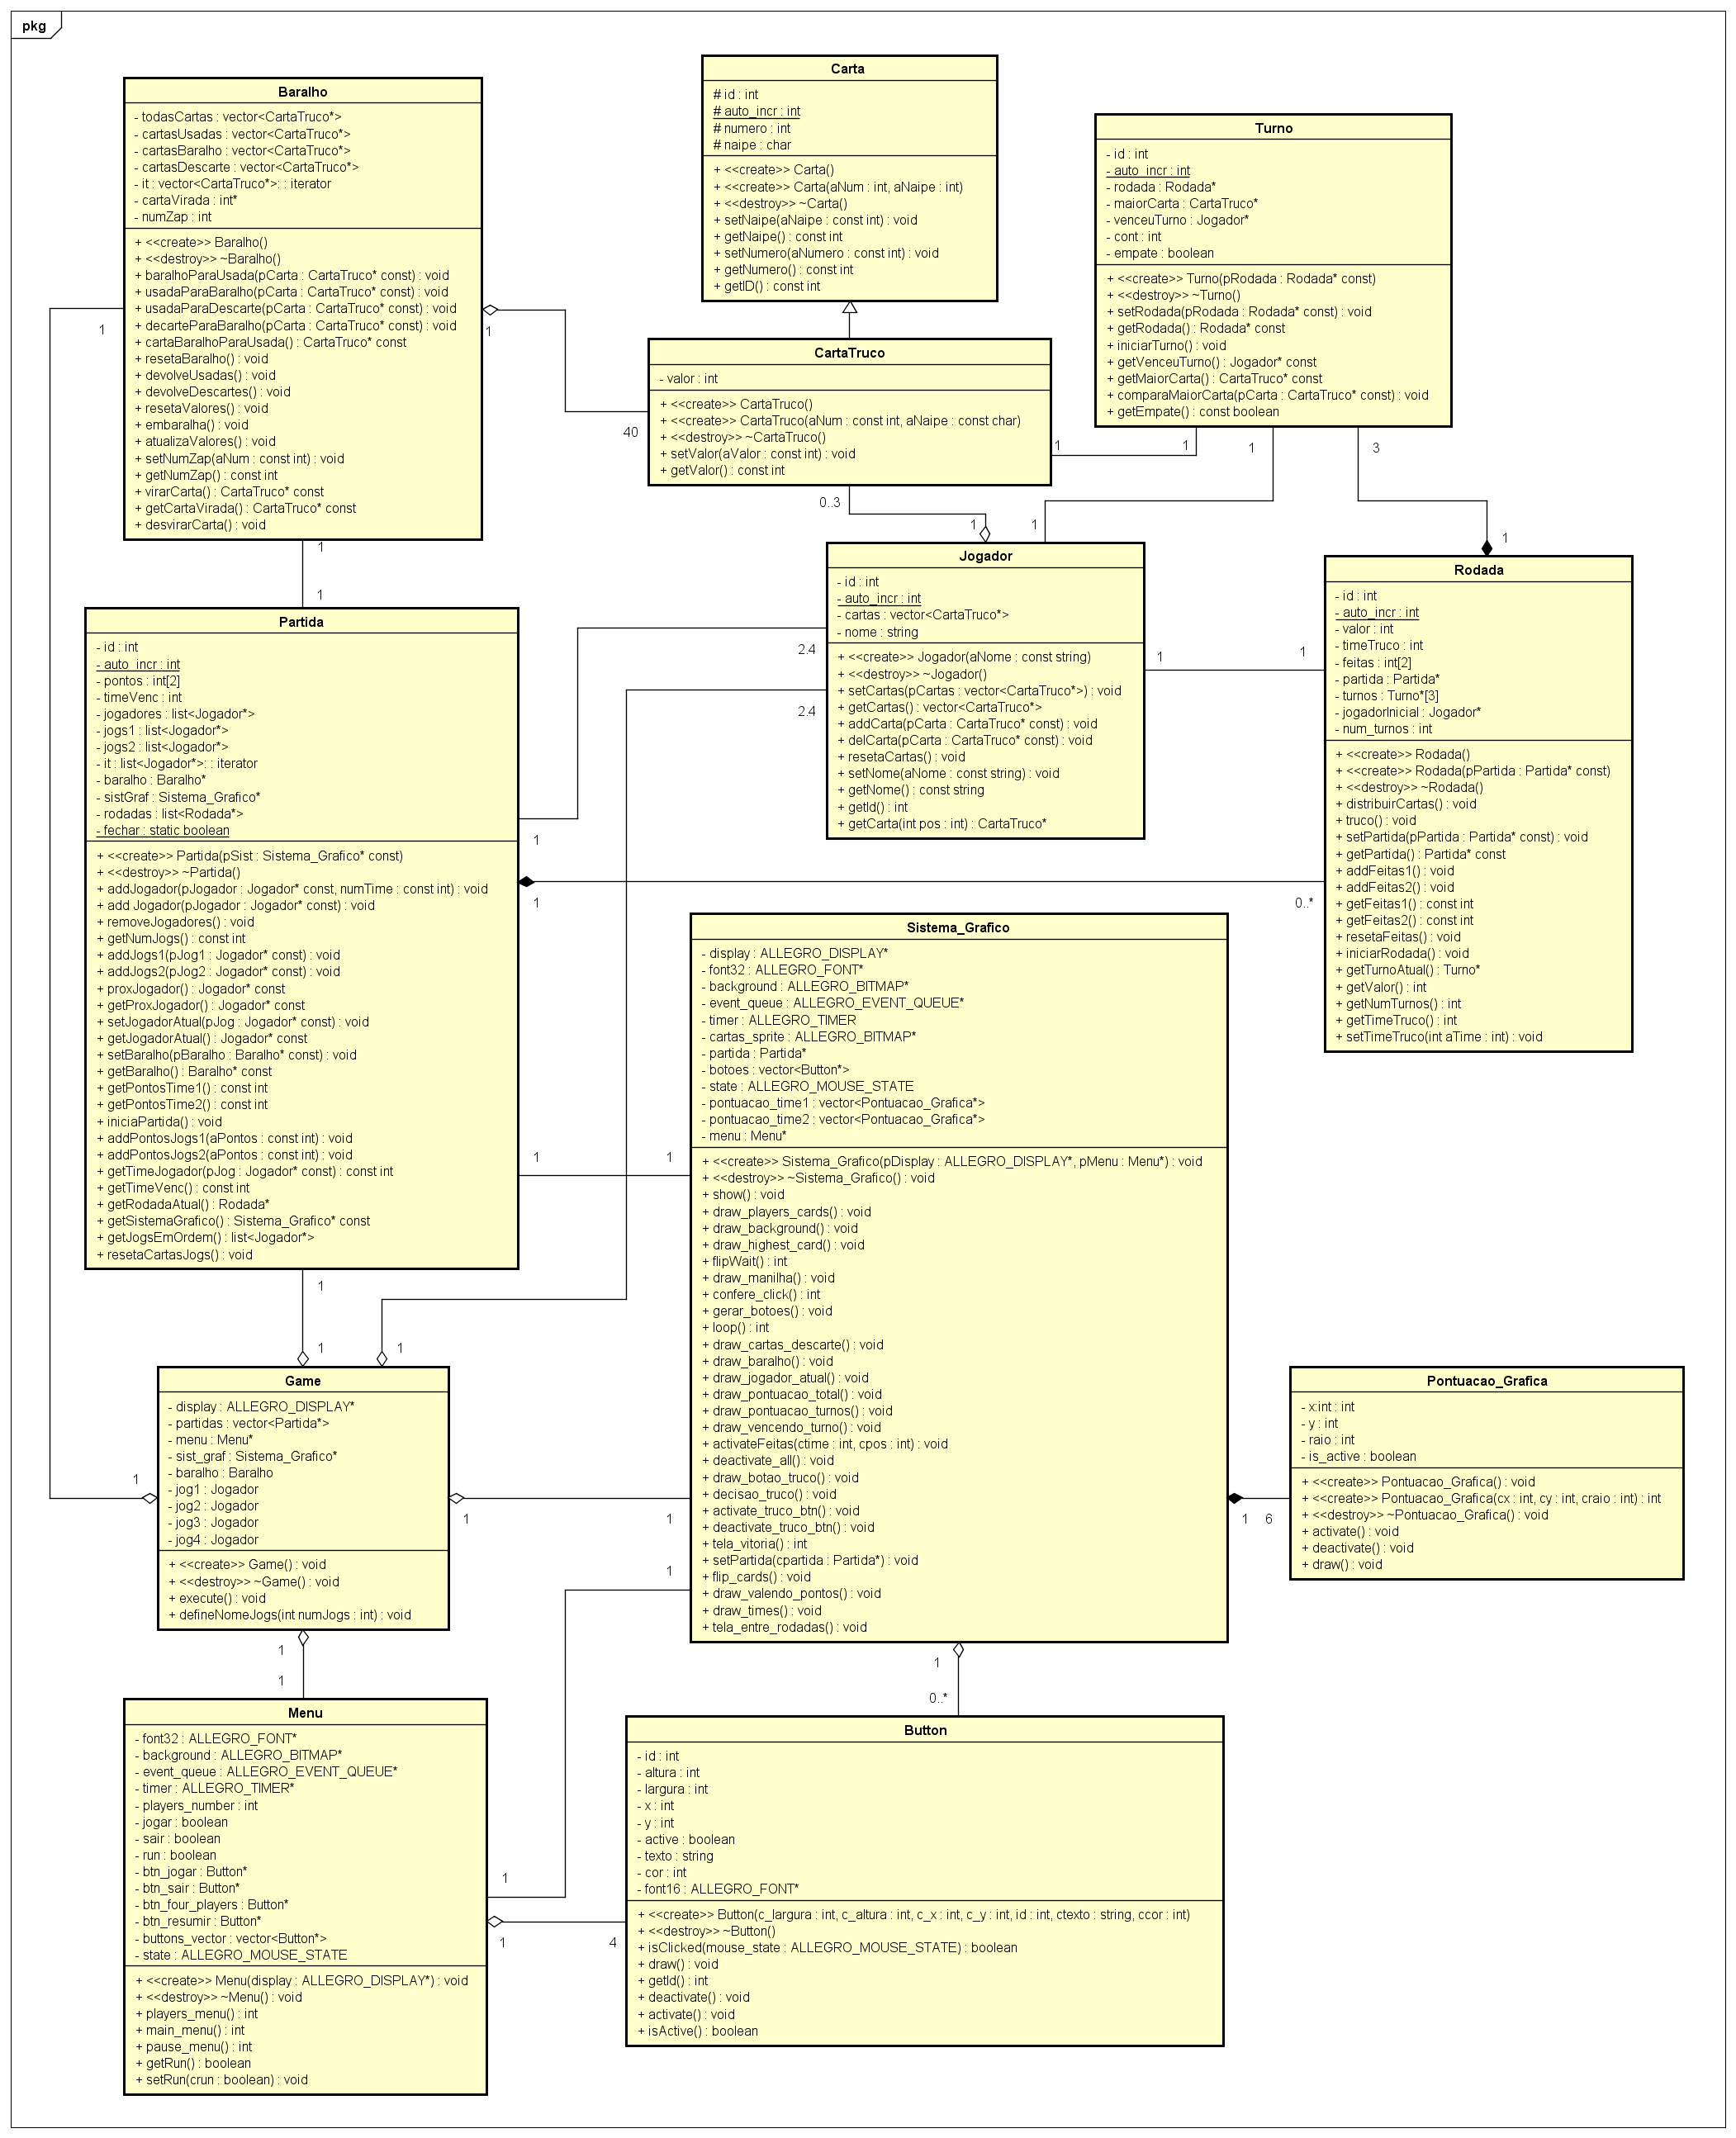 pkg
Baralho
- todasCartas : vector<CartaTruco*>
- cartasUsadas : vector<CartaTruco*>
- cartasBaralho : vector<CartaTruco*>
- cartasDescarte : vector<CartaTruco*>
- it : vector<CartaTruco*>: : iterator
- cartaVirada : int*
- numZap : int
+ <<create>> Baralho()
+ <<destroy>> ~Baralho()
+ baralhoParaUsada(pCarta : CartaTruco* const) : void
+ usadaParaBaralho(pCarta : CartaTruco* const) : void
+ usadaParaDescarte(pCarta : CartaTruco* const) : void
+ decarteParaBaralho(pCarta : CartaTruco* const) : void
+ cartaBaralhoParaUsada() : CartaTruco* const
+ resetaBaralho() : void
+ devolveUsadas() : void
+ devolveDescartes() : void
+ resetaValores() : void
+ embaralha() : void
+ atualizaValores() : void
+ setNumZap(aNum : const int) : void
+ getNumZap() : const int
+ virarCarta() : CartaTruco* const
+ getCartaVirada() : CartaTruco* const
+ desvirarCarta() : void
Carta
# id : int
# auto_incr : int
# numero : int
# naipe : char
+ <<create>> Carta()
+ <<create>> Carta(aNum : int, aNaipe : int)
+ <<destroy>> ~Carta()
+ setNaipe(aNaipe : const int) : void
+ getNaipe() : const int
+ setNumero(aNumero : const int) : void
+ getNumero() : const int
+ getID() : const int
Turno
- id : int
- auto_incr : int
- rodada : Rodada*
- maiorCarta : CartaTruco*
- venceuTurno : Jogador*
- cont : int
- empate : boolean
+ <<create>> Turno(pRodada : Rodada* const)
+ <<destroy>> ~Turno()
+ setRodada(pRodada : Rodada* const) : void
+ getRodada() : Rodada* const
+ iniciarTurno() : void
+ getVenceuTurno() : Jogador* const
+ getMaiorCarta() : CartaTruco* const
+ comparaMaiorCarta(pCarta : CartaTruco* const) : void
+ getEmpate() : const boolean
CartaTruco
- valor : int
+ <<create>> CartaTruco()
+ <<create>> CartaTruco(aNum : const int, aNaipe : const char)
+ <<destroy>> ~CartaTruco()
+ setValor(aValor : const int) : void
+ getValor() : const int
1
1
40
1
1
1
3
0..3
1
1
1
1
1
Jogador
- id : int
- auto_incr : int
- cartas : vector<CartaTruco*>
- nome : string
+ <<create>> Jogador(aNome : const string)
+ <<destroy>> ~Jogador()
+ setCartas(pCartas : vector<CartaTruco*>) : void
+ getCartas() : vector<CartaTruco*>
+ addCarta(pCarta : CartaTruco* const) : void
+ delCarta(pCarta : CartaTruco* const) : void
+ resetaCartas() : void
+ setNome(aNome : const string) : void
+ getNome() : const string
+ getId() : int
+ getCarta(int pos : int) : CartaTruco*
Rodada
- id : int
- auto_incr : int
- valor : int
- timeTruco : int
- feitas : int[2]
- partida : Partida*
- turnos : Turno*[3]
- jogadorInicial : Jogador*
- num_turnos : int
+ <<create>> Rodada()
+ <<create>> Rodada(pPartida : Partida* const)
+ <<destroy>> ~Rodada()
+ distribuirCartas() : void
+ truco() : void
+ setPartida(pPartida : Partida* const) : void
+ getPartida() : Partida* const
+ addFeitas1() : void
+ addFeitas2() : void
+ getFeitas1() : const int
+ getFeitas2() : const int
+ resetaFeitas() : void
+ iniciarRodada() : void
+ getTurnoAtual() : Turno*
+ getValor() : int
+ getNumTurnos() : int
+ getTimeTruco() : int
+ setTimeTruco(int aTime : int) : void
Partida
- id : int
- auto_incr : int
- pontos : int[2]
- timeVenc : int
- jogadores : list<Jogador*>
- jogs1 : list<Jogador*>
- jogs2 : list<Jogador*>
- it : list<Jogador*>: : iterator
- baralho : Baralho*
- sistGraf : Sistema_Grafico*
- rodadas : list<Rodada*>
- fechar : static boolean
+ <<create>> Partida(pSist : Sistema_Grafico* const)
+ <<destroy>> ~Partida()
+ addJogador(pJogador : Jogador* const, numTime : const int) : void
+ add Jogador(pJogador : Jogador* const) : void
+ removeJogadores() : void
+ getNumJogs() : const int
+ addJogs1(pJog1 : Jogador* const) : void
+ addJogs2(pJog2 : Jogador* const) : void
+ proxJogador() : Jogador* const
+ getProxJogador() : Jogador* const
+ setJogadorAtual(pJog : Jogador* const) : void
+ getJogadorAtual() : Jogador* const
+ setBaralho(pBaralho : Baralho* const) : void
+ getBaralho() : Baralho* const
+ getPontosTime1() : const int
+ getPontosTime2() : const int
+ iniciaPartida() : void
+ addPontosJogs1(aPontos : const int) : void
+ addPontosJogs2(aPontos : const int) : void
+ getTimeJogador(pJog : Jogador* const) : const int
+ getTimeVenc() : const int
+ getRodadaAtual() : Rodada*
+ getSistemaGrafico() : Sistema_Grafico* const
+ getJogsEmOrdem() : list<Jogador*>
+ resetaCartasJogs() : void
2.4
2.4
1
1
1
1
0..*
1
1
Sistema_Grafico
- display : ALLEGRO_DISPLAY*
- font32 : ALLEGRO_FONT*
- background : ALLEGRO_BITMAP*
- event_queue : ALLEGRO_EVENT_QUEUE*
- timer : ALLEGRO_TIMER
- cartas_sprite : ALLEGRO_BITMAP*
- partida : Partida*
- botoes : vector<Button*>
- state : ALLEGRO_MOUSE_STATE
- pontuacao_time1 : vector<Pontuacao_Grafica*>
- pontuacao_time2 : vector<Pontuacao_Grafica*>
- menu : Menu*
+ <<create>> Sistema_Grafico(pDisplay : ALLEGRO_DISPLAY*, pMenu : Menu*) : void
+ <<destroy>> ~Sistema_Grafico() : void
+ show() : void
+ draw_players_cards() : void
+ draw_background() : void
+ draw_highest_card() : void
+ flipWait() : int
+ draw_manilha() : void
+ confere_click() : int
+ gerar_botoes() : void
+ loop() : int
+ draw_cartas_descarte() : void
+ draw_baralho() : void
+ draw_jogador_atual() : void
+ draw_pontuacao_total() : void
+ draw_pontuacao_turnos() : void
+ draw_vencendo_turno() : void
+ activateFeitas(ctime : int, cpos : int) : void
+ deactivate_all() : void
+ draw_botao_truco() : void
+ decisao_truco() : void
+ activate_truco_btn() : void
+ deactivate_truco_btn() : void
+ tela_vitoria() : int
+ setPartida(cpartida : Partida*) : void
+ flip_cards() : void
+ draw_valendo_pontos() : void
+ draw_times() : void
+ tela_entre_rodadas() : void
1
1
1
Game
- display : ALLEGRO_DISPLAY*
- partidas : vector<Partida*>
- menu : Menu*
- sist_graf : Sistema_Grafico*
- baralho : Baralho
- jog1 : Jogador
- jog2 : Jogador
- jog3 : Jogador
- jog4 : Jogador
+ <<create>> Game() : void
+ <<destroy>> ~Game() : void
+ execute() : void
+ defineNomeJogs(int numJogs : int) : void
Pontuacao_Grafica
- x:int : int
- y : int
- raio : int
- is_active : boolean
+ <<create>> Pontuacao_Grafica() : void
+ <<create>> Pontuacao_Grafica(cx : int, cy : int, craio : int) : int
+ <<destroy>> ~Pontuacao_Grafica() : void
+ activate() : void
+ deactivate() : void
+ draw() : void
1
1
1
1
6
1
1
1
1
0..*
Menu
- font32 : ALLEGRO_FONT*
- background : ALLEGRO_BITMAP*
- event_queue : ALLEGRO_EVENT_QUEUE*
- timer : ALLEGRO_TIMER*
- players_number : int
- jogar : boolean
- sair : boolean
- run : boolean
- btn_jogar : Button*
- btn_sair : Button*
- btn_four_players : Button*
- btn_resumir : Button*
- buttons_vector : vector<Button*>
- state : ALLEGRO_MOUSE_STATE
+ <<create>> Menu(display : ALLEGRO_DISPLAY*) : void
+ <<destroy>> ~Menu() : void
+ players_menu() : int
+ main_menu() : int
+ pause_menu() : int
+ getRun() : boolean
+ setRun(crun : boolean) : void
1
1
4
Button
- id : int
- altura : int
- largura : int
- x : int
- y : int
- active : boolean
- texto : string
- cor : int
- font16 : ALLEGRO_FONT*
+ <<create>> Button(c_largura : int, c_altura : int, c_x : int, c_y : int, id : int, ctexto : string, ccor : int)
+ <<destroy>> ~Button()
+ isClicked(mouse_state : ALLEGRO_MOUSE_STATE) : boolean
+ draw() : void
+ getId() : int
+ deactivate() : void
+ activate() : void
+ isActive() : boolean